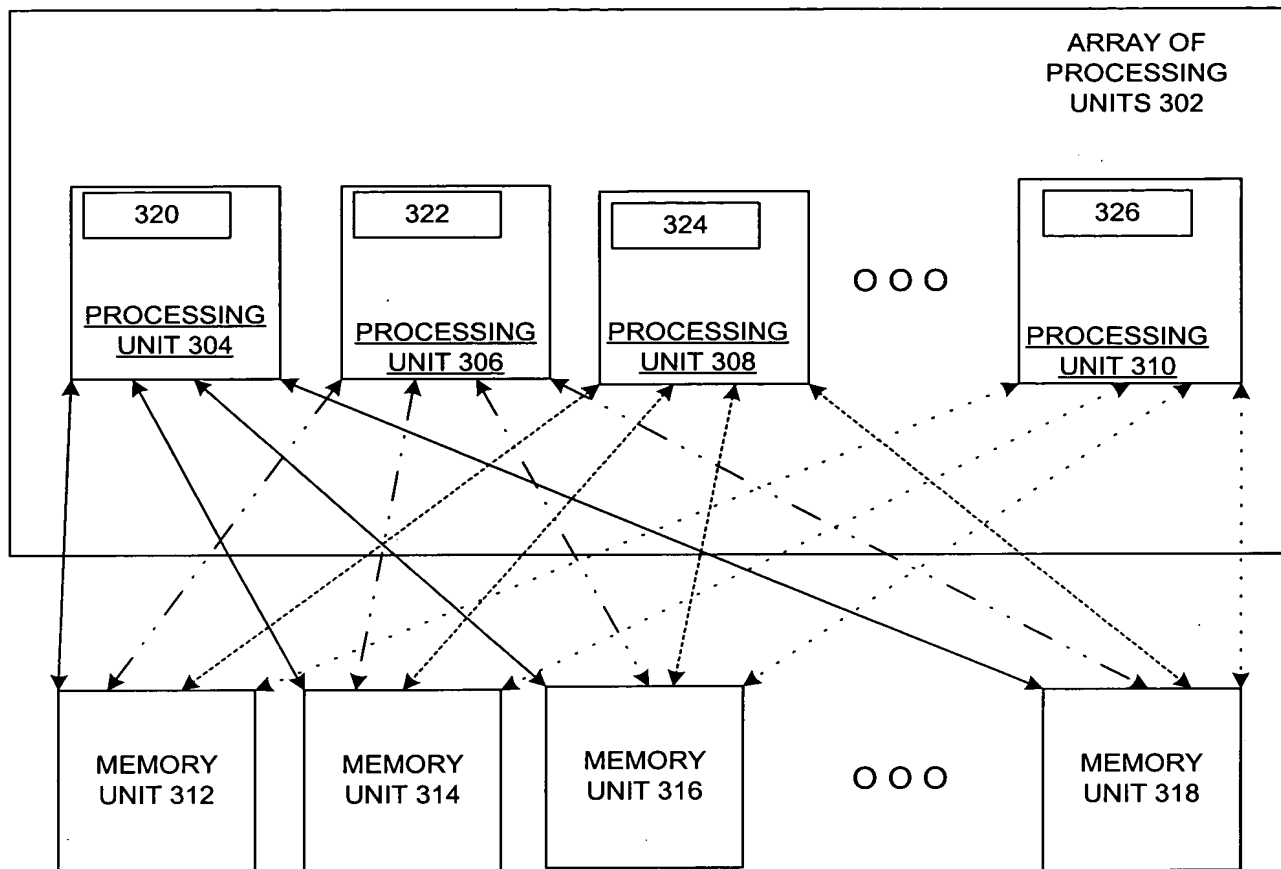 ARRAY OF
PROCESSING
UNITS 302
320
322
324
326
PROCESSING
UNIT 304
PROCESSING
UNIT 306
PROCESSING
UNIT 308
O O O
PROCESSING
UNIT 310
MEMORY
UNIT 312
MEMORY
UNIT 314
MEMORY
UNIT 316
O O O
MEMORY
UNIT 318